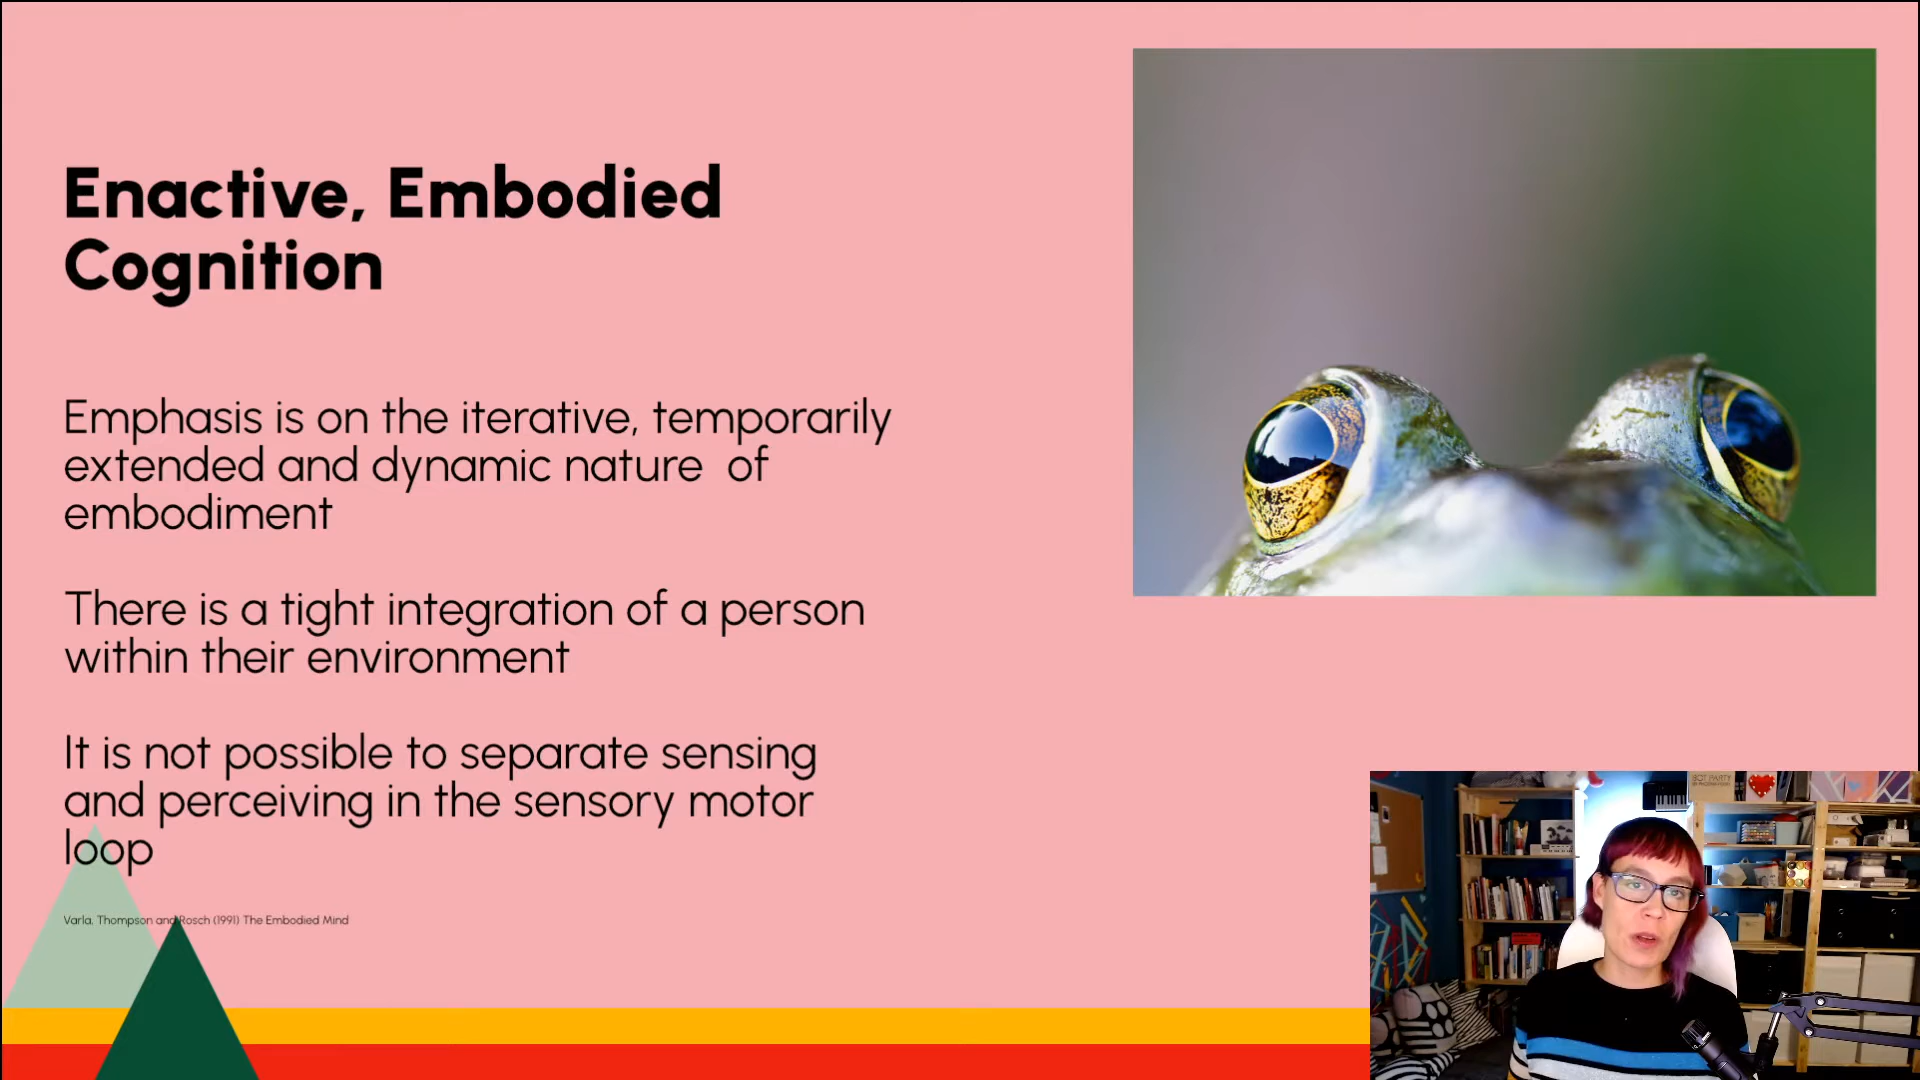 Enactive, Embodied
Cognition
Emphasis is on the iterative, temporarily
extended and dynamic nature  of
embodiment
There is a tight integration of a person
within their environment
It is not possible to separate sensing
and perceiving in the sensory motor
loop
Varla, Thompson and Rosch (1991) The Embodied Mind
BOT PARTY